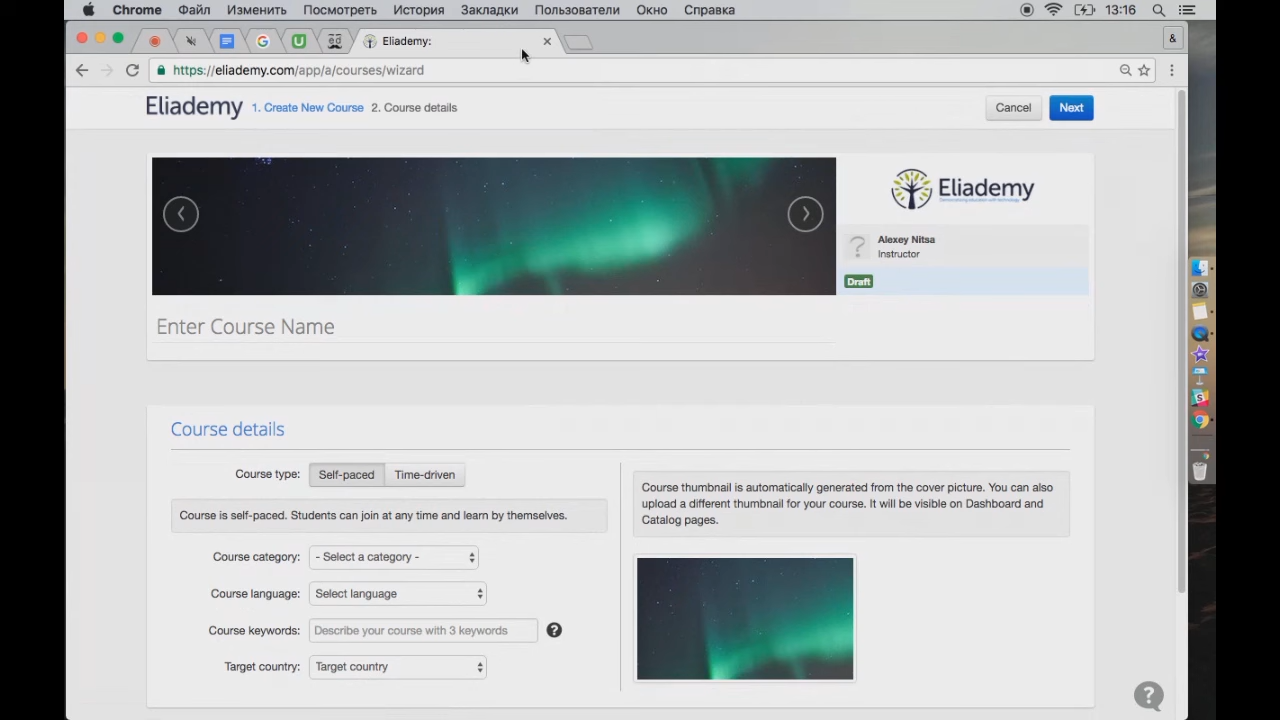 Chrome Файл Изменить Посмотреть История Закладки Пользователи Окно Справка 13:16
Eliademy:
https://eliademy.com/app/a/courses/wizard
Eliademy 1. Create New Course 2. Course details Cancel Next
Eliademy
Alexey Nitsa
Instructor
Draft
Enter Course Name
Course details
Course type: Self-paced Time-driven
Course is self-paced. Students can join at any time and learn by themselves.
Course category: - Select a category -
Course language: Select language
Course keywords: Describe your course with 3 keywords
Target country: Target country
Course thumbnail is automatically generated from the cover picture. You can also
upload a different thumbnail for your course. It will be visible on Dashboard and
Catalog pages.